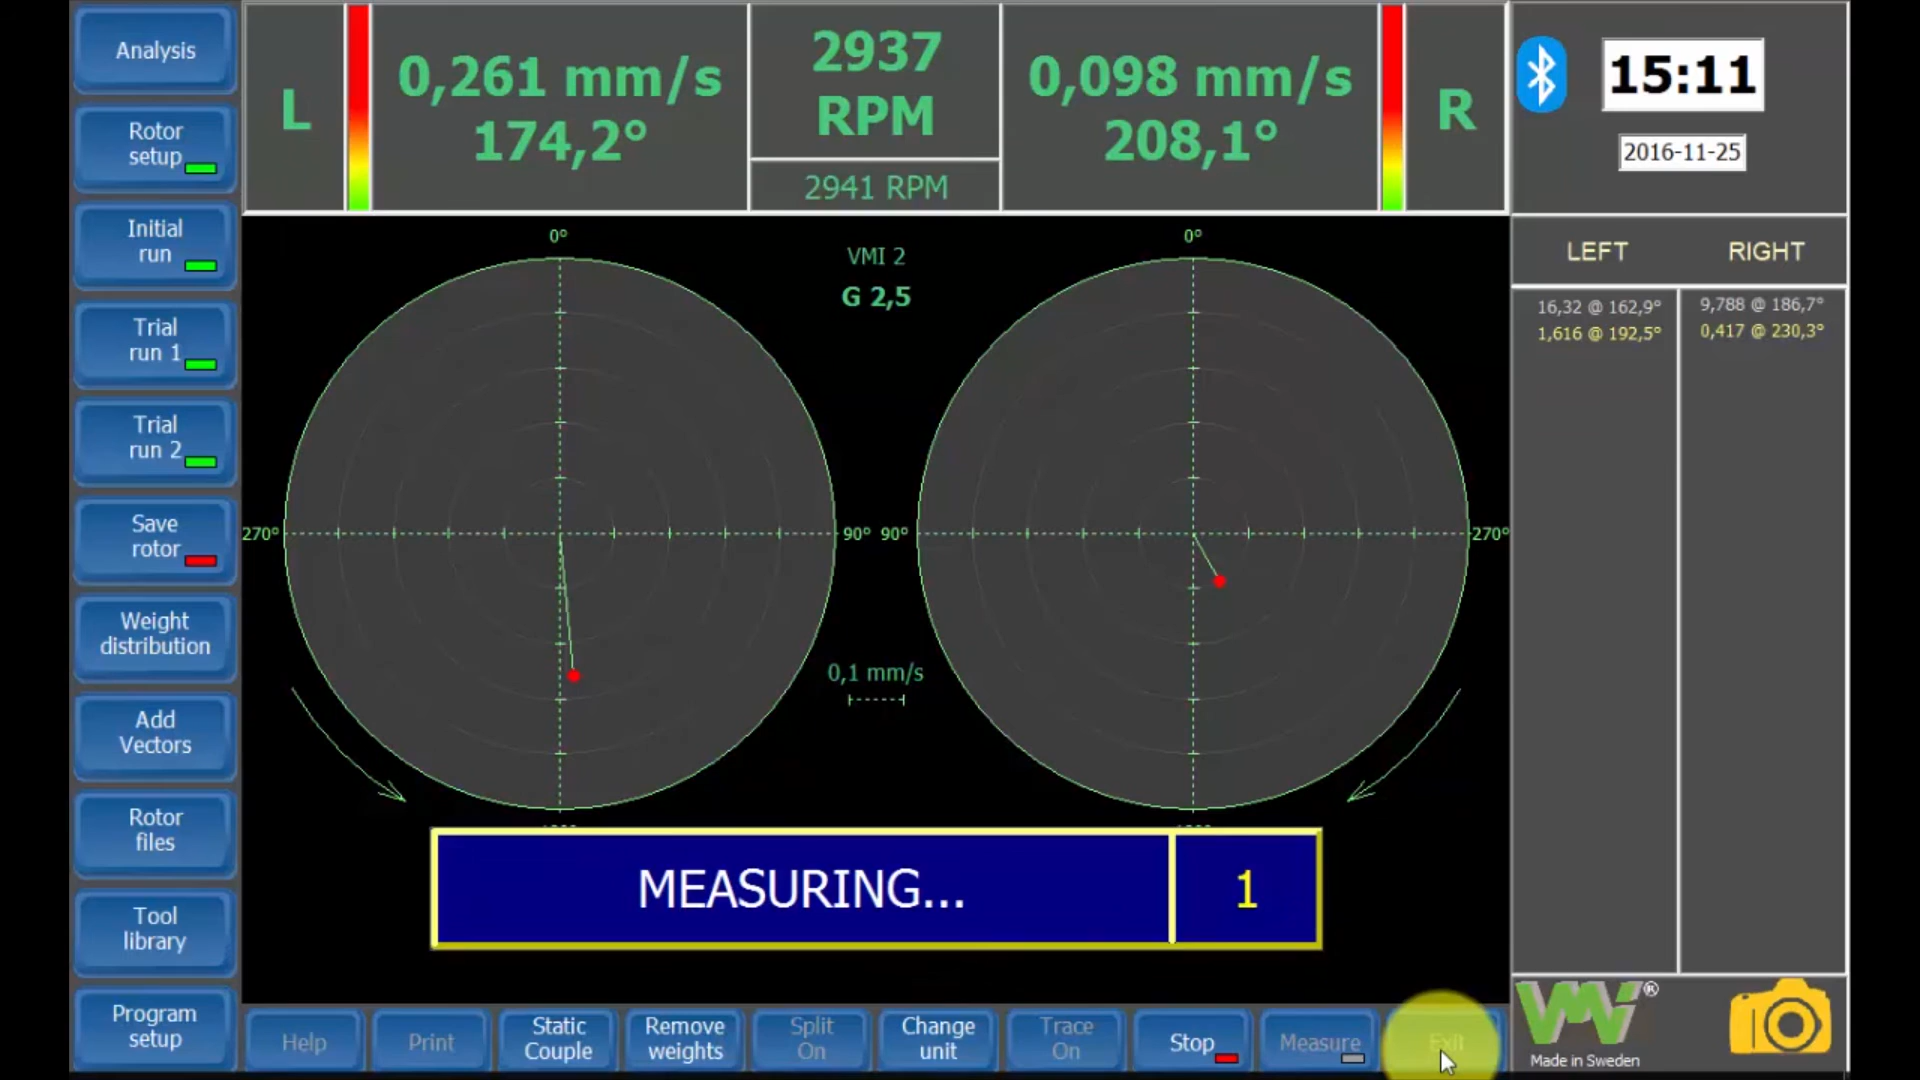 Analysis
Rotor
setup
Initial
run
Trial
run 1
Trial
run 2
Save
rotor
Weight
distribution
Add
Vectors
Rotor
files
Tool
library
Program
setup
L
0,261 mm/s
174,2°
2937
RPM
2941 RPM
0,098 mm/s
208,1°
R
15:11
2016-11-25
LEFT
RIGHT
16,32 @ 162,9°
9,788 @ 186,7°
1,616 @ 192,5°
0,417 @ 230,3°
VMI 2
G 2,5
0°
0°
270°
90°
90°
270°
0,1 mm/s
MEASURING...
1
Help
Print
Static
Couple
Remove
weights
Split
On
Change
unit
Trace
On
Stop
Measure
Exit
VMI®
Made in Sweden